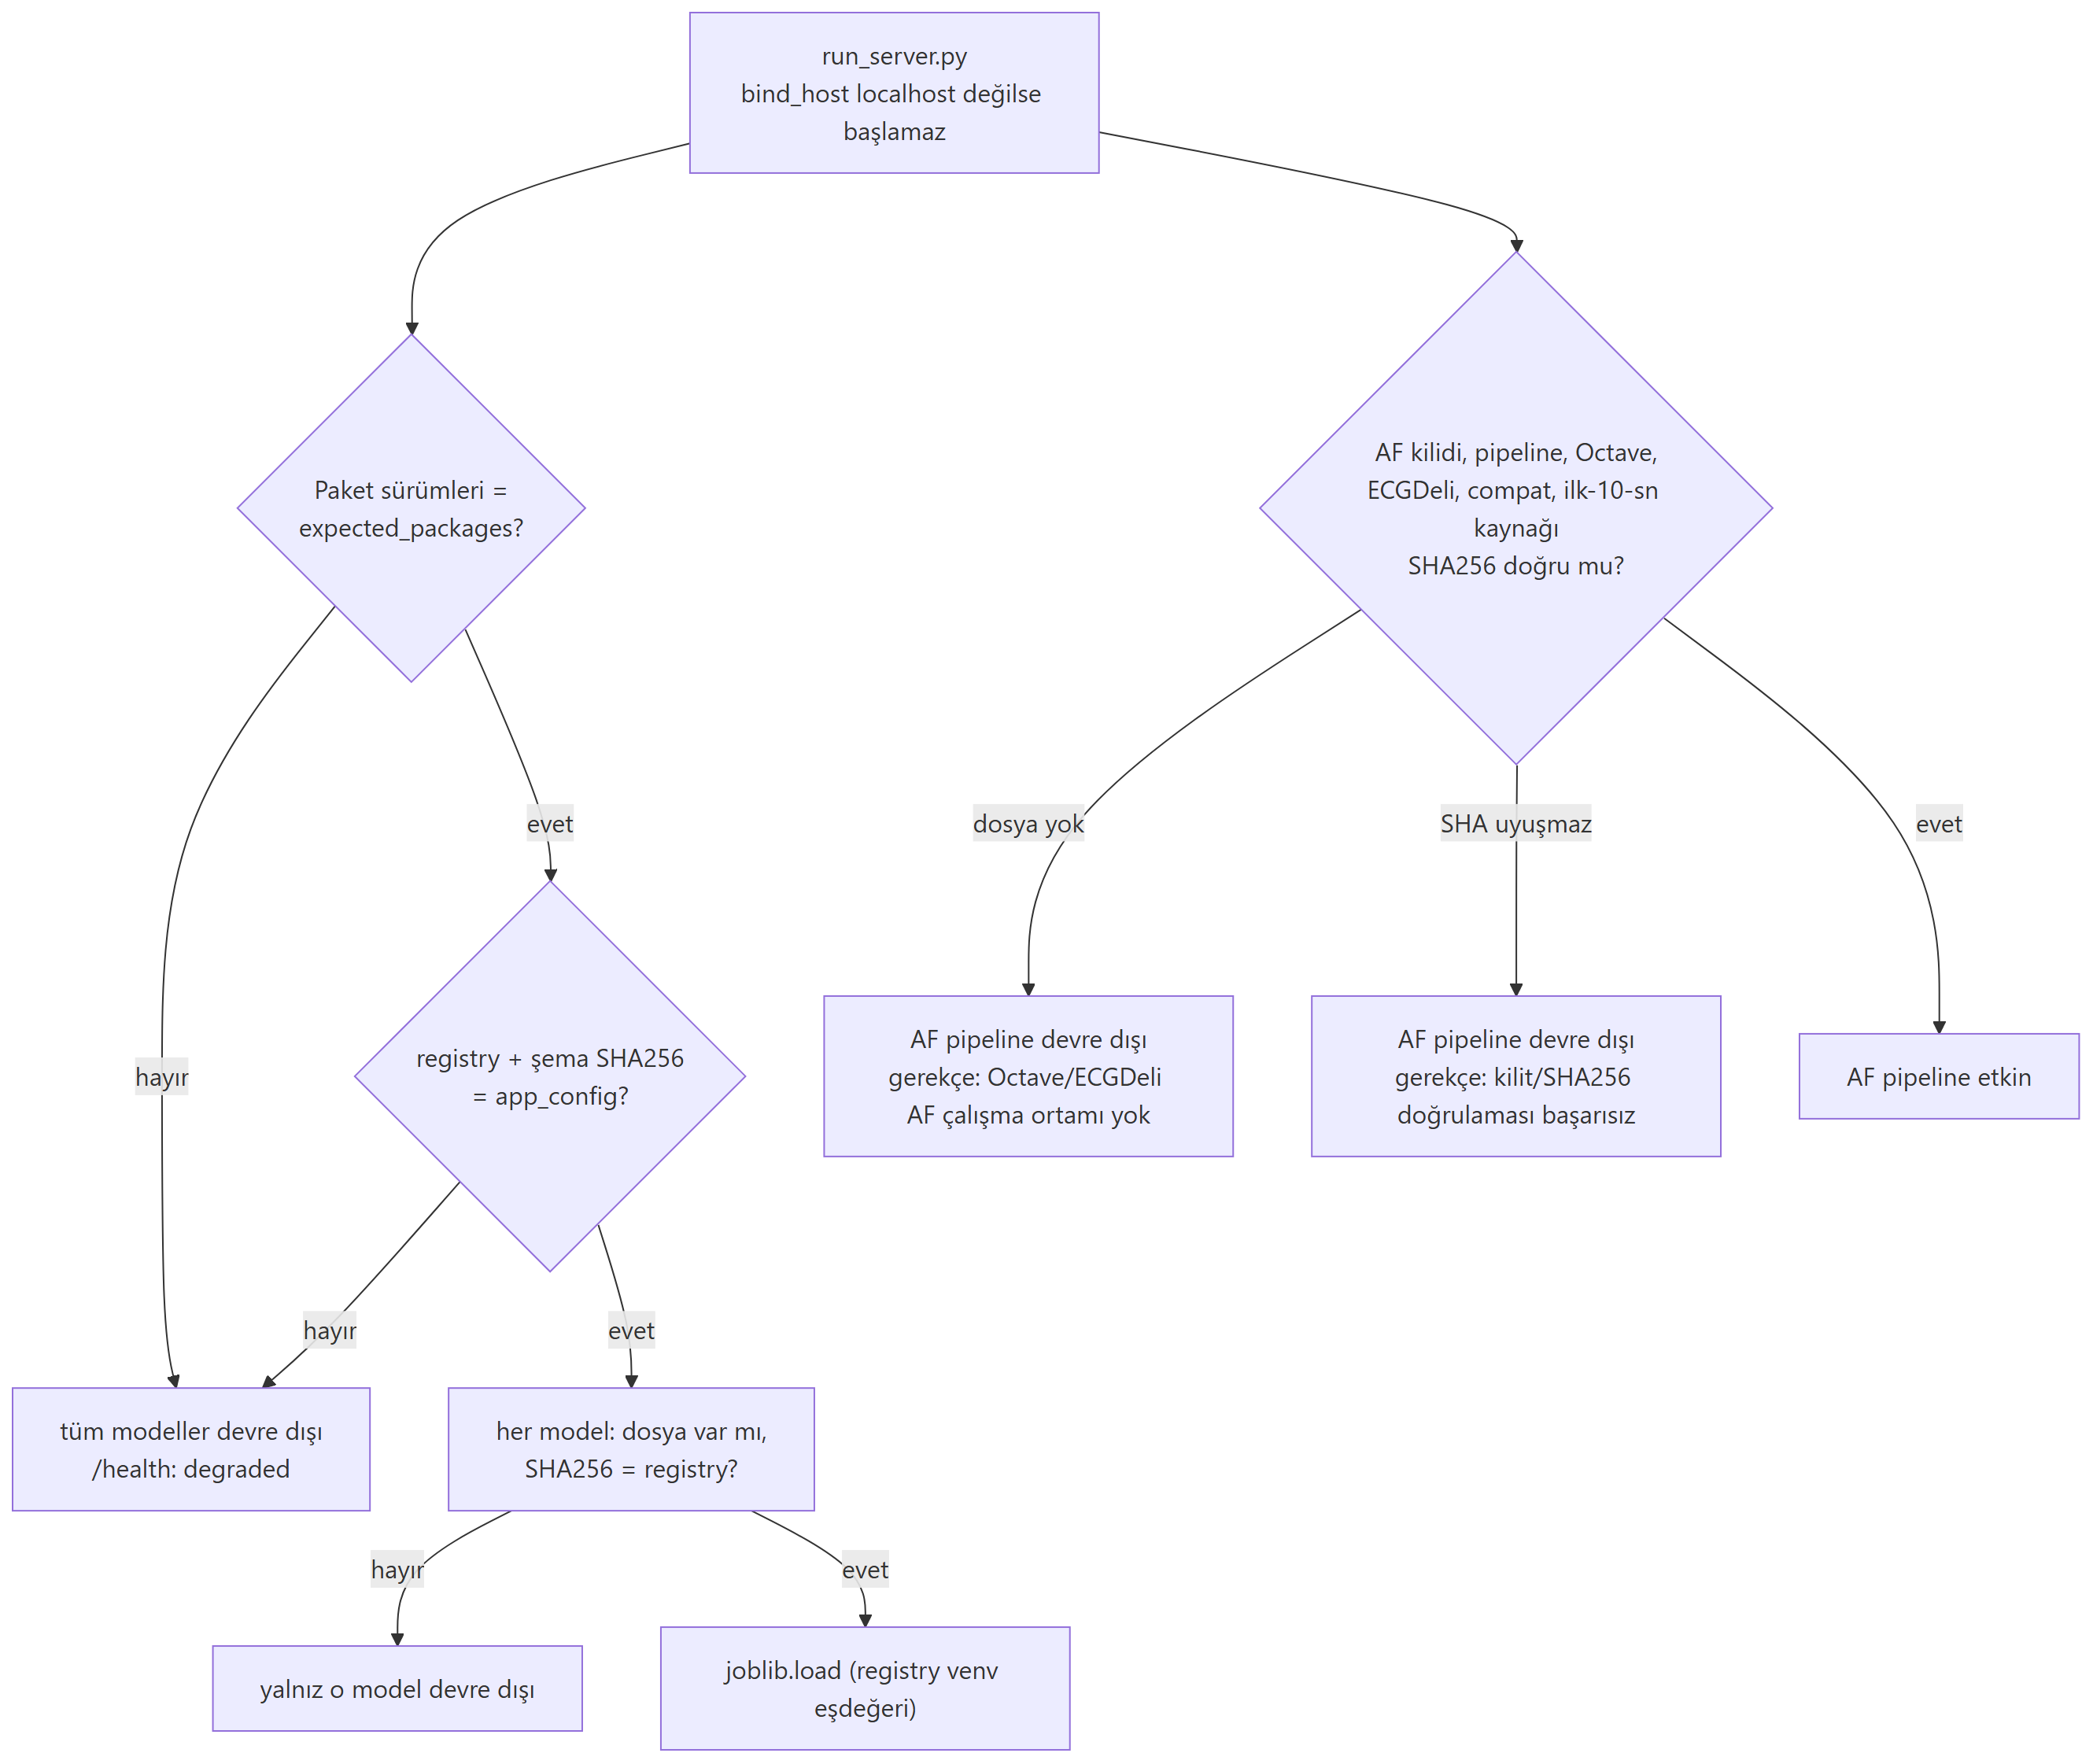 run_server.py
bind_host localhost değilse
başlamaz
Paket sürümleri =
expected_packages?
AF kilidi, pipeline, Octave,
ECGDeli, compat, ilk-10-sn
kaynağı
SHA256 doğru mu?
evet
dosya yok
SHA uyuşmaz
evet
hayır
registry + şema SHA256
= app_config?
AF pipeline devre dışı
gerekçe: Octave/ECGDeli
AF çalışma ortamı yok
AF pipeline devre dışı
gerekçe: kilit/SHA256
doğrulaması başarısız
AF pipeline etkin
hayır
evet
tüm modeller devre dışı
/health: degraded
her model: dosya var mı,
SHA256 = registry?
hayır
evet
yalnız o model devre dışı
joblib.load (registry venv
eşdeğeri)